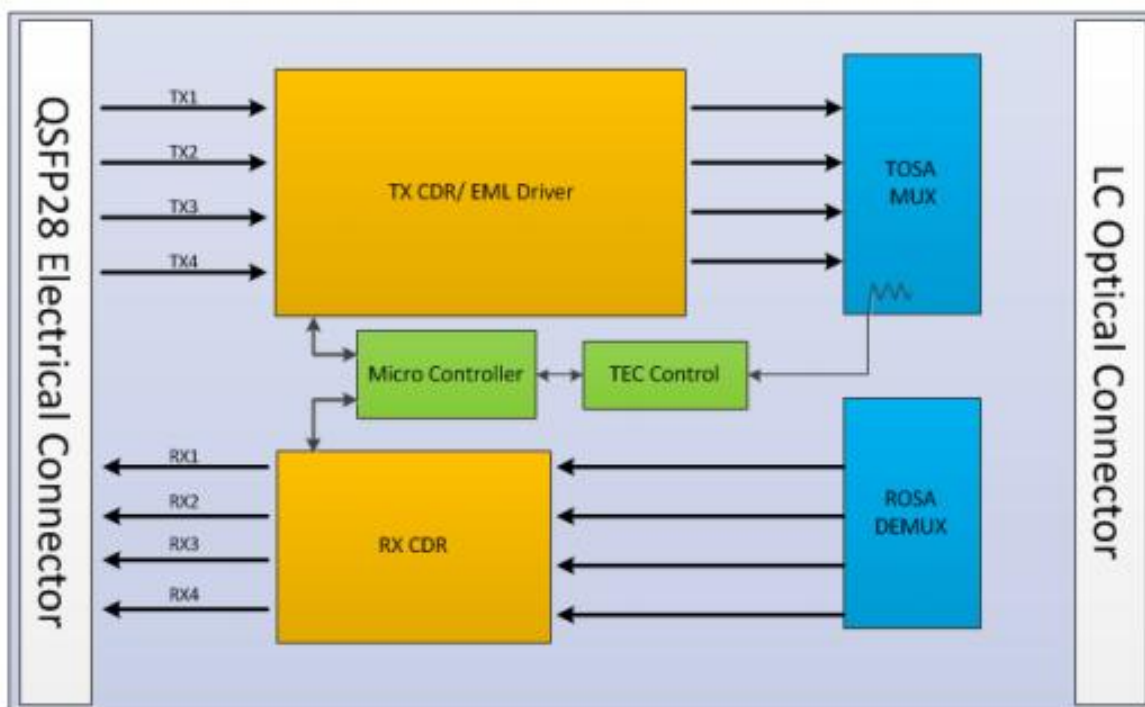 QSFP28 Electrical Connector
TX1
TX2
TX3
TX4
TX CDR/ EML Driver
TOSA
MUX
LC Optical Connector
Micro Controller
TEC Control
RX1
RX2
RX3
RX4
RX CDR
ROSA
DEMUX